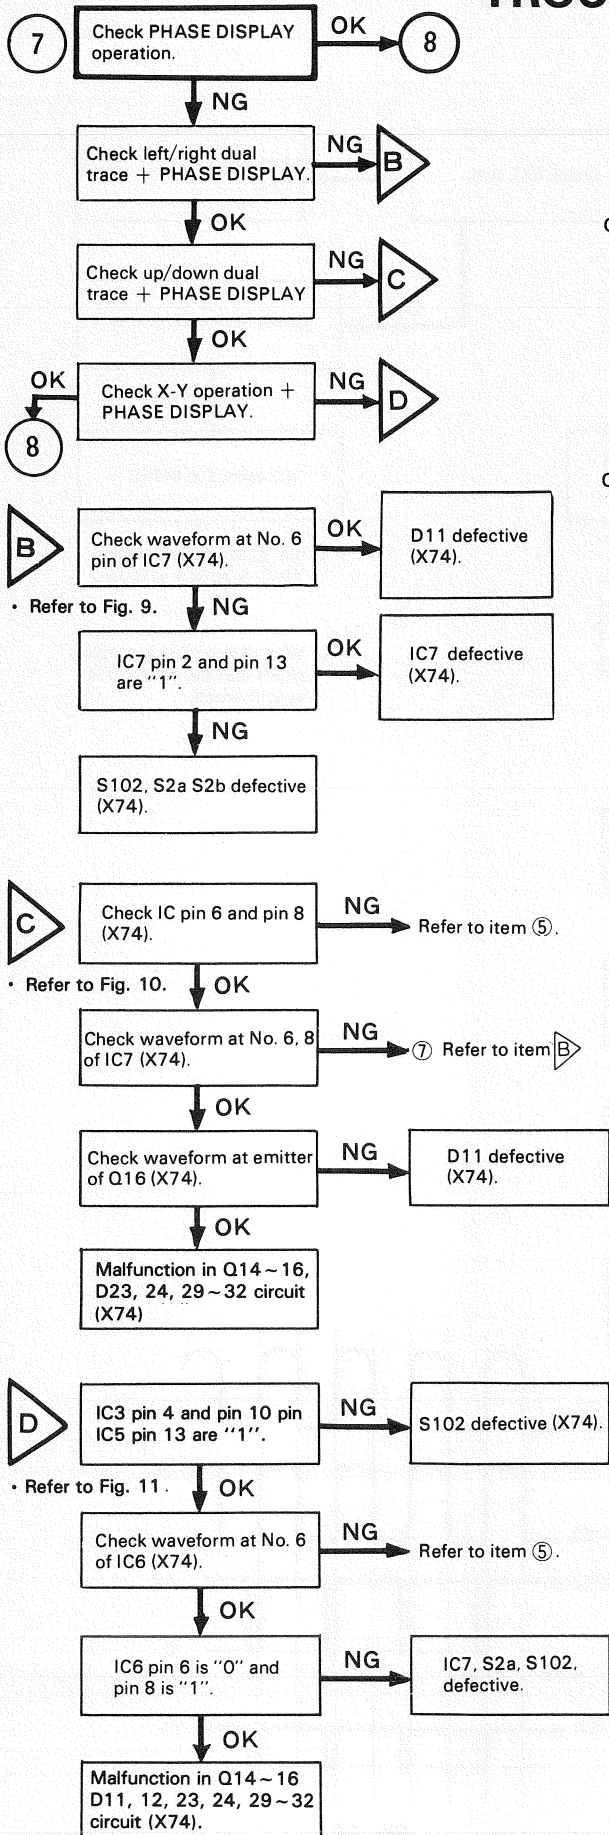 7
Check PHASE DISPLAY
operation.
OK
8
NG
Check left/right dual
trace + PHASE DISPLAY.
NG
B
OK
Check up/down dual
trace + PHASE DISPLAY
NG
C
OK
OK
Check X-Y operation +
PHASE DISPLAY.
NG
D
8
B
Check waveform at No. 6
pin of IC7 (X74).
OK
D11 defective
(X74).
• Refer to Fig. 9.
NG
IC7 pin 2 and pin 13
are "1".
OK
IC7 defective
(X74).
NG
S102, S2a S2b defective
(X74).
C
Check IC pin 6 and pin 8
(X74).
NG
Refer to item ⑤.
• Refer to Fig. 10.
OK
Check waveform at No. 6, 8
of IC7 (X74).
NG
⑦ Refer to item B
OK
Check waveform at emitter
of Q16 (X74).
NG
D11 defective
(X74).
OK
Malfunction in Q14~16,
D23, 24, 29~32 circuit
(X74)
D
IC3 pin 4 and pin 10 pin
IC5 pin 13 are "1".
NG
S102 defective (X74).
• Refer to Fig. 11.
OK
Check waveform at No. 6
of IC6 (X74).
NG
Refer to item ⑤.
OK
IC6 pin 6 is "0" and
pin 8 is "1".
NG
IC7, S2a, S102,
defective.
OK
Malfunction in Q14~16
D11, 12, 23, 24, 29~32
circuit (X74).